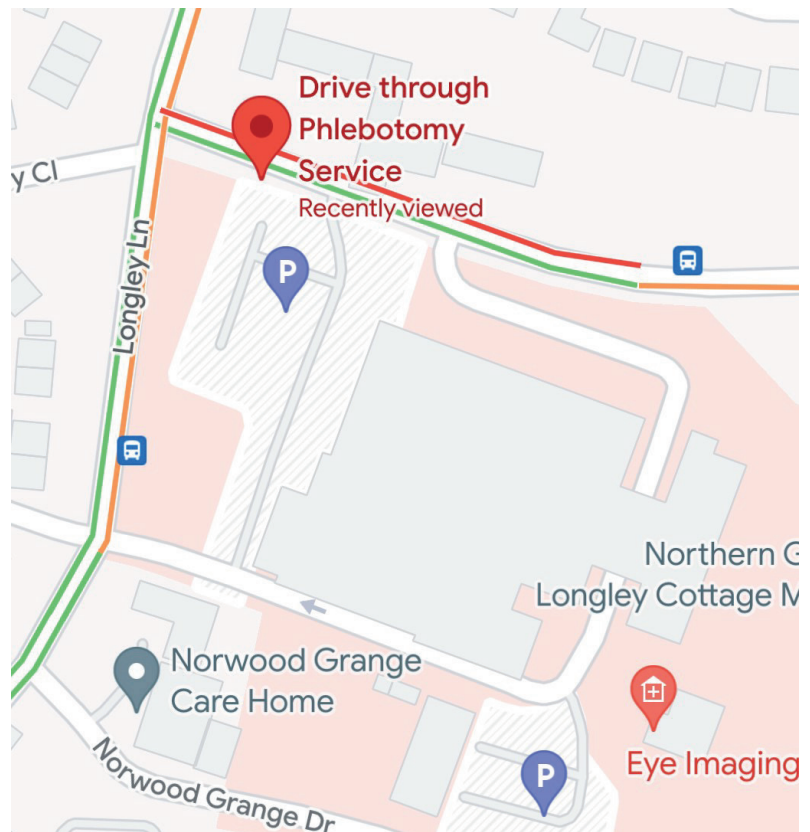 Drive through
Phlebotomy
Service
Recently viewed
y Cl
P
Longley Ln
Northern G
Longley Cottage M
Norwood Grange
Care Home
Eye Imaging
P
Norwood Grange Dr